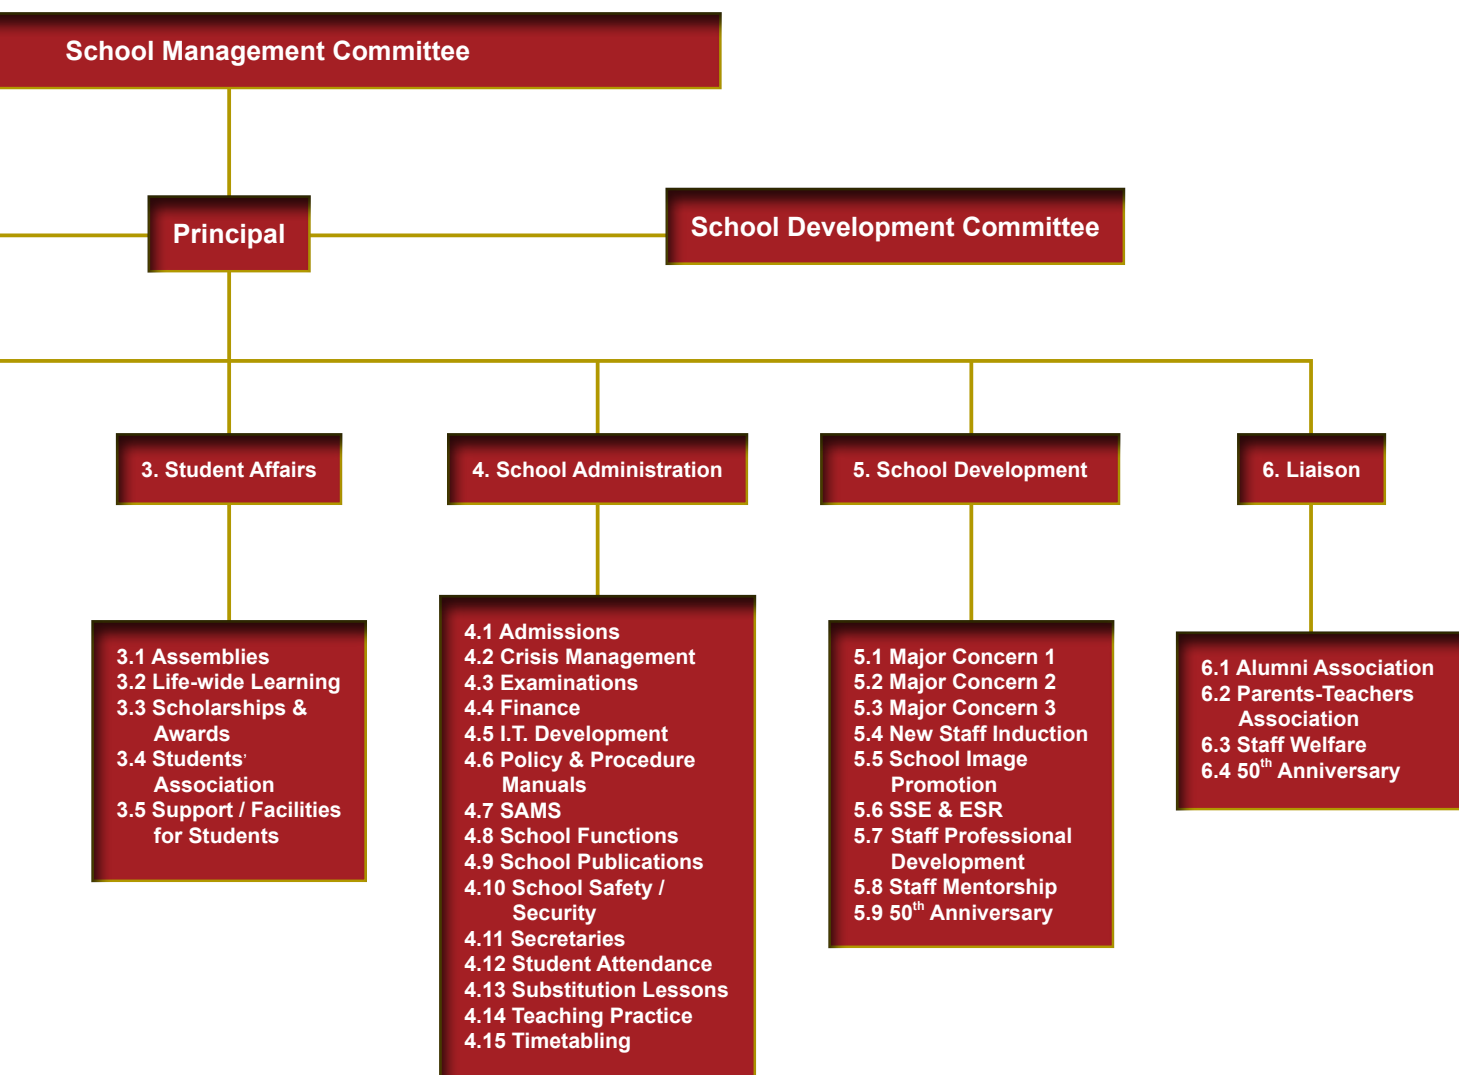 School Management Committee
Principal
School Development Committee
3. Student Affairs
4. School Administration
5. School Development
6. Liaison
3.1 Assemblies
3.2 Life-wide Learning
3.3 Scholarships &
Awards
3.4 Students'
Association
3.5 Support / Facilities
for Students
4.1 Admissions
4.2 Crisis Management
4.3 Examinations
4.4 Finance
4.5 I.T. Development
4.6 Policy & Procedure
Manuals
4.7 SAMS
4.8 School Functions
4.9 School Publications
4.10 School Safety /
Security
4.11 Secretaries
4.12 Student Attendance
4.13 Substitution Lessons
4.14 Teaching Practice
4.15 Timetabling
5.1 Major Concern 1
5.2 Major Concern 2
5.3 Major Concern 3
5.4 New Staff Induction
5.5 School Image
Promotion
5.6 SSE & ESR
5.7 Staff Professional
Development
5.8 Staff Mentorship
5.9 50th Anniversary
6.1 Alumni Association
6.2 Parents-Teachers
Association
6.3 Staff Welfare
6.4 50th Anniversary